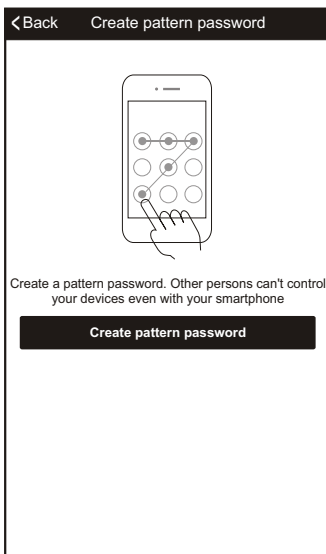 Back Create pattern password
Create a pattern password. Other persons can't control
your devices even with your smartphone
Create pattern password